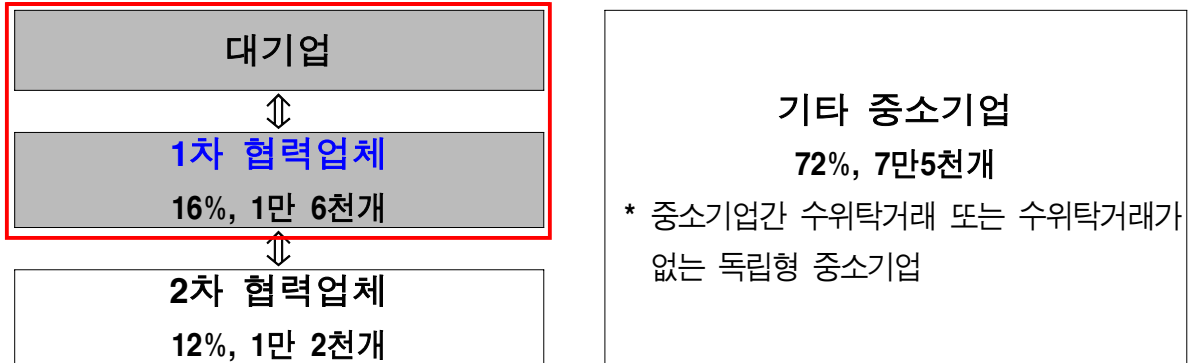 대기업
⇕
1차 협력업체
16%, 1만 6천개
⇕
2차 협력업체
12%, 1만 2천개
기타 중소기업
72%, 7만5천개
* 중소기업간 수위탁거래 또는 수위탁거래가
없는 독립형 중소기업